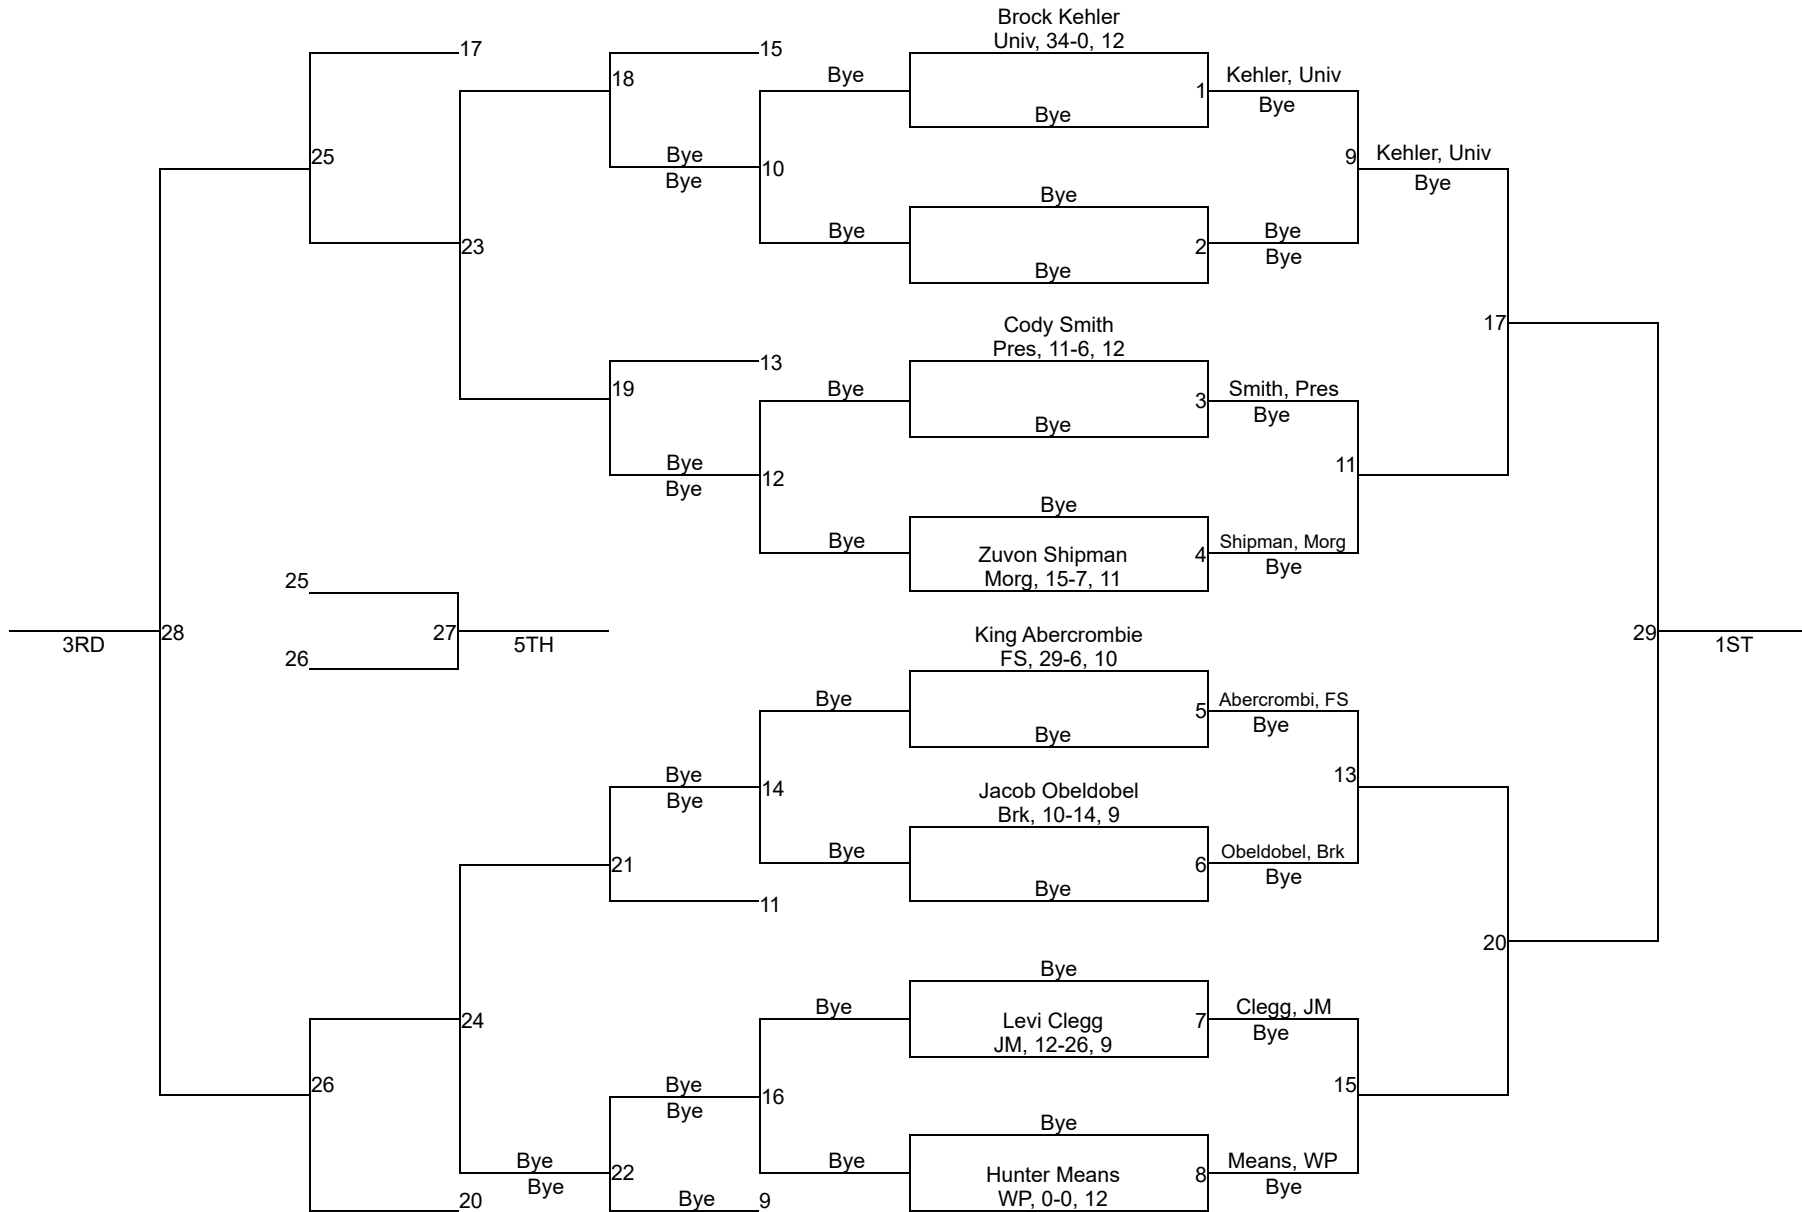 Brock Kehler
Univ, 34-0, 12
17
15
18
Bye
1
Kehler, Univ
Bye
Bye
25
Bye
Bye
10
9
Kehler, Univ
Bye
Bye
23
Bye
2
Bye
Bye
Bye
Cody Smith
Pres, 11-6, 12
17
13
19
Bye
3
Smith, Pres
Bye
Bye
Bye
Bye
12
11
Bye
Bye
Zuvon Shipman
Morg, 15-7, 11
4
Shipman, Morg
Bye
25
3RD
28
27
5TH
26
King Abercrombie
FS, 29-6, 10
29
1ST
Bye
5
Abercrombi, FS
Bye
Bye
Bye
Bye
14
13
Jacob Obeldobel
Brk, 10-14, 9
21
Bye
6
Obeldobel, Brk
Bye
Bye
11
20
Bye
24
Bye
Levi Clegg
JM, 12-26, 9
7
Clegg, JM
Bye
26
Bye
Bye
16
15
Bye
Bye
Bye
22
Bye
Hunter Means
WP, 0-0, 12
8
Means, WP
Bye
20
Bye
9